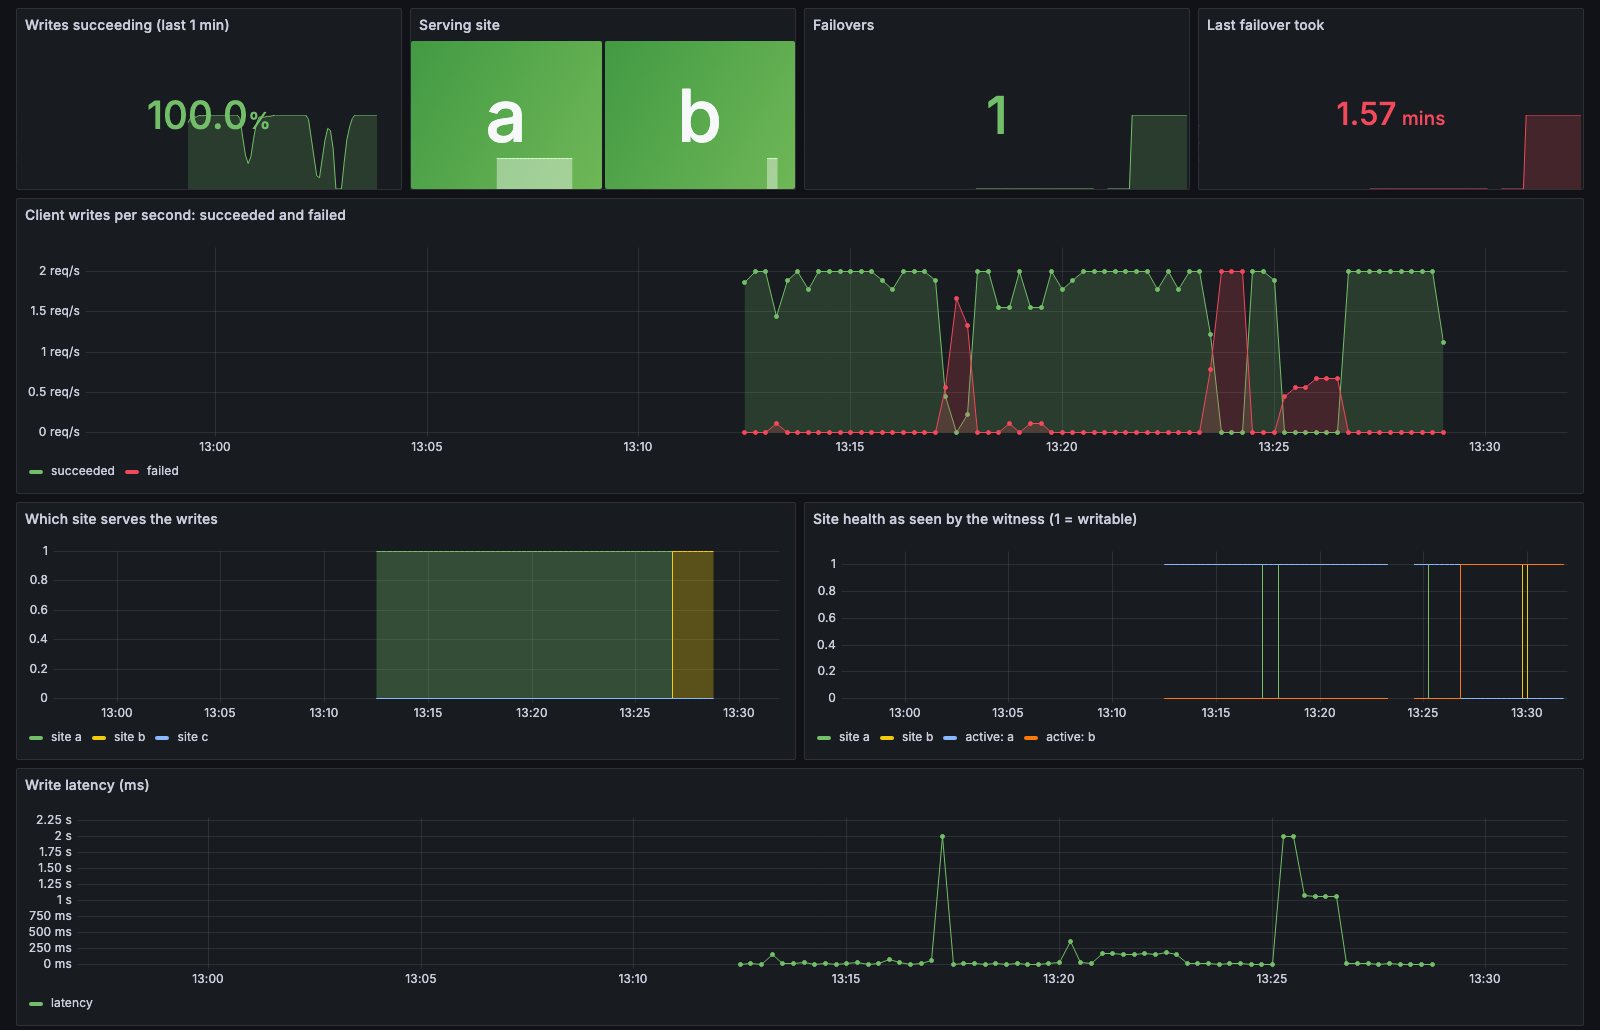 Writes succeeding (last 1 min)
100.0%
Serving site
a
b
Failovers
1
Last failover took
1.57 mins
Client writes per second: succeeded and failed
2 req/s
1.5 req/s
1 req/s
0.5 req/s
0 req/s
13:00 13:05 13:10 13:15 13:20 13:25 13:30
succeeded failed
Which site serves the writes
1
0.8
0.6
0.4
0.2
0
13:00 13:05 13:10 13:15 13:20 13:25 13:30
site a site b site c
Site health as seen by the witness (1 = writable)
1
0.8
0.6
0.4
0.2
0
13:00 13:05 13:10 13:15 13:20 13:25 13:30
site a site b active: a active: b
Write latency (ms)
2.25 s
2 s
1.75 s
1.50 s
1.25 s
1 s
750 ms
500 ms
250 ms
0 ms
13:00 13:05 13:10 13:15 13:20 13:25 13:30
latency